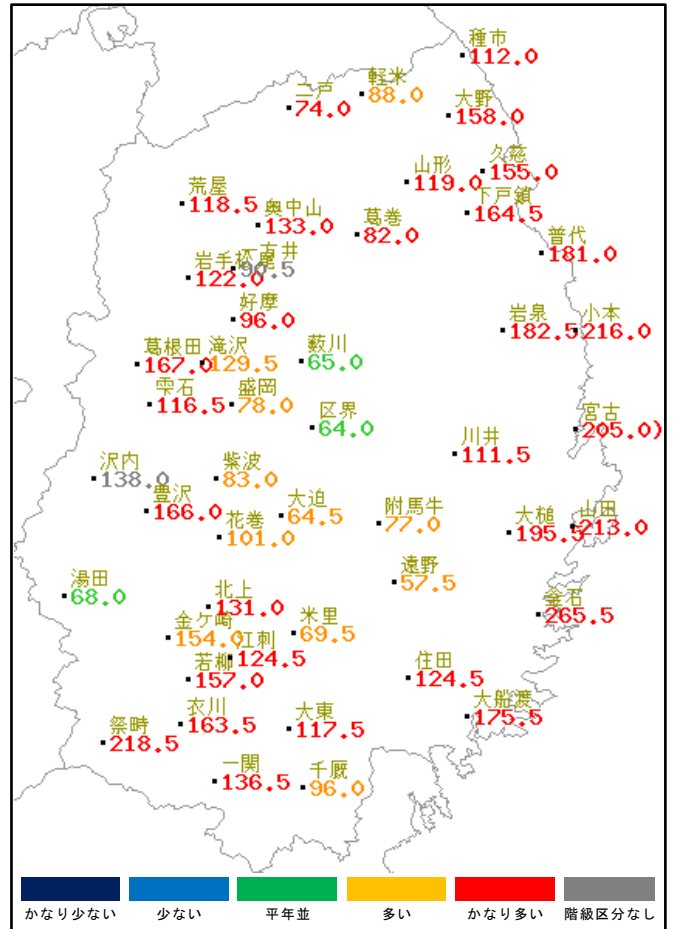 種市
112.0
軽米
88.0
二戸
74.0
大野
158.0
久慈
155.0
山形
119.0
下戸鎖
164.5
荒屋
118.5
奥中山
133.0
葛巻
82.0
普代
181.0
一方井
90.5
岩手松尾
122.0
好摩
96.0
岩泉
182.5
小本
216.0
葛根田
167.0
滝沢
129.5
薮川
65.0
雫石
116.5
盛岡
78.0
区界
64.0
宮古
205.0)
川井
111.5
沢内
138.0
紫波
83.0
豊沢
166.0
大迫
64.5
附馬牛
77.0
花巻
101.0
大槌
195.5
山田
213.0
湯田
68.0
遠野
57.5
北上
131.0
釜石
265.5
金ケ崎
154.0
米里
69.5
江刺
124.5
若柳
157.0
住田
124.5
大船渡
175.5
衣川
163.5
大東
117.5
祭畤
218.5
一関
136.5
千厩
96.0
かなり少ない 少ない 平年並 多い かなり多い 階級区分なし